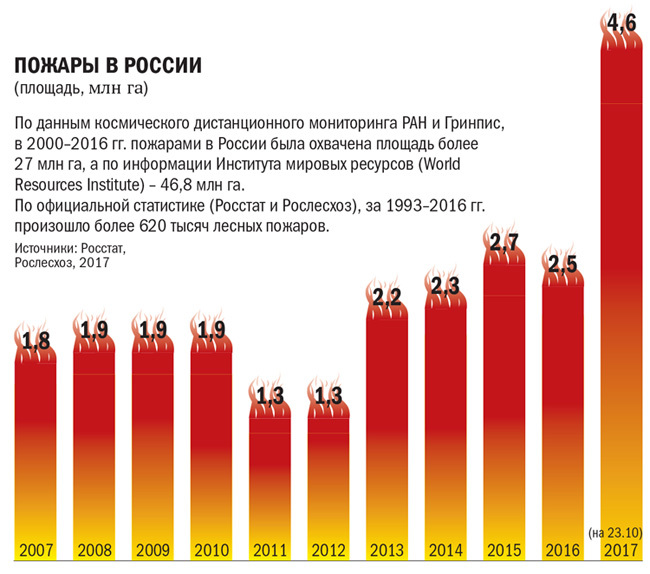 ПОЖАРЫ В РОССИИ
(площадь, млн га)
По данным космического дистанционного мониторинга РАН и Гринпис,
в 2000–2016 гг. пожарами в России была охвачена площадь более
27 млн га, а по информации Института мировых ресурсов (World
Resources Institute) – 46,8 млн га.
По официальной статистике (Росстат и Рослесхоз), за 1993–2016 гг.
произошло более 620 тысяч лесных пожаров.
Источники: Росстат,
Рослесхоз, 2017
1,8 1,9 1,9 1,9 1,3 1,3 2,2 2,3 2,7 2,5 4,6
(на 23.10)
2007 2008 2009 2010 2011 2012 2013 2014 2015 2016 2017